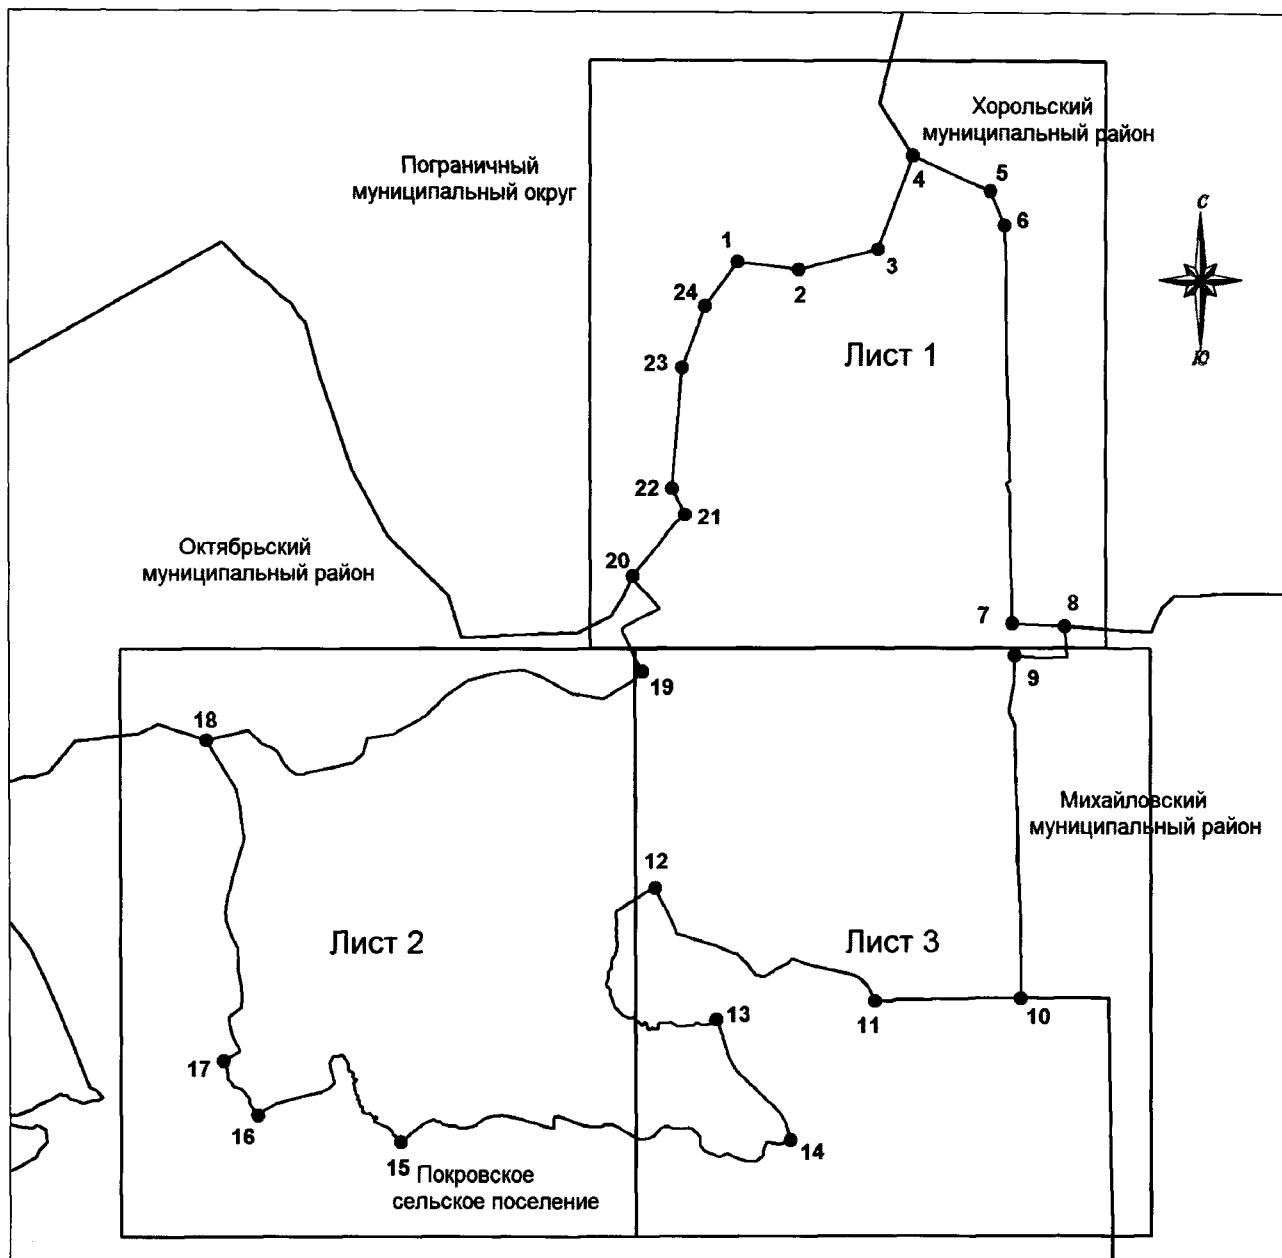 Хорольский
муниципальный район
Пограничный
муниципальный округ
4
5
6
С
1
2
3
24
23
Лист 1
Ю
22
21
Октябрьский
муниципальный район
20
7
8
9
19
18
Михайловский
муниципальный район
12
Лист 2
Лист 3
13
11
10
17
16
14
15
Покровское
сельское поселение